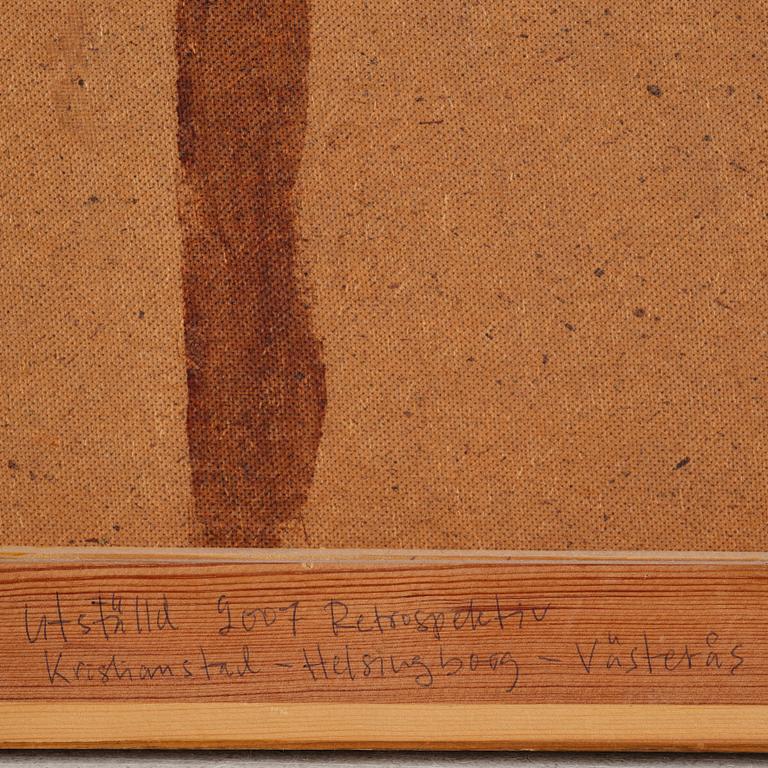 Utställd 2007 Retrospektiv
Kristianstad - Helsingborg - Västerås